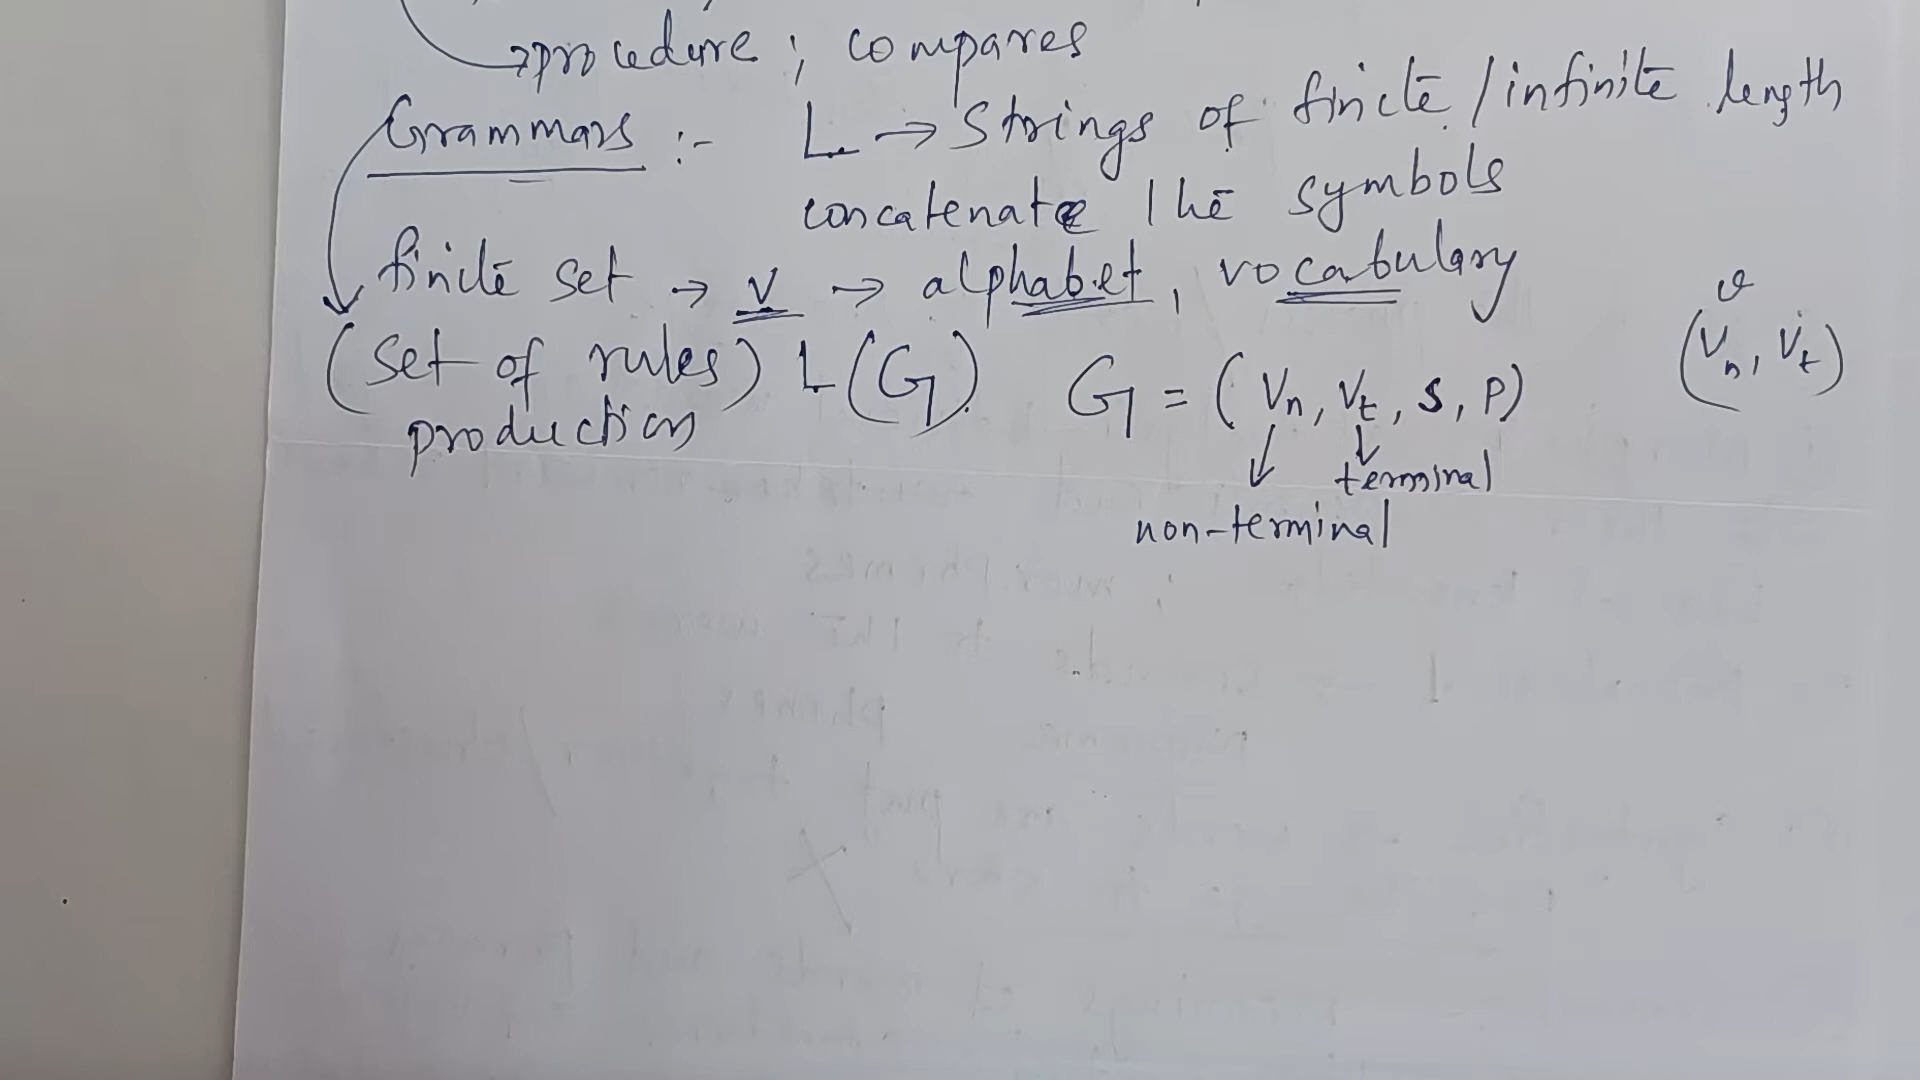 → procedure ; compares
Grammars :- L → Strings of finite / infinite length
concatenate the symbols
finite set → V → alphabet, vocabulary
(set of rules) L(G) G = (Vn, Vt, S, P)
production
terminal
non-terminal
v
(Vn, Vt)